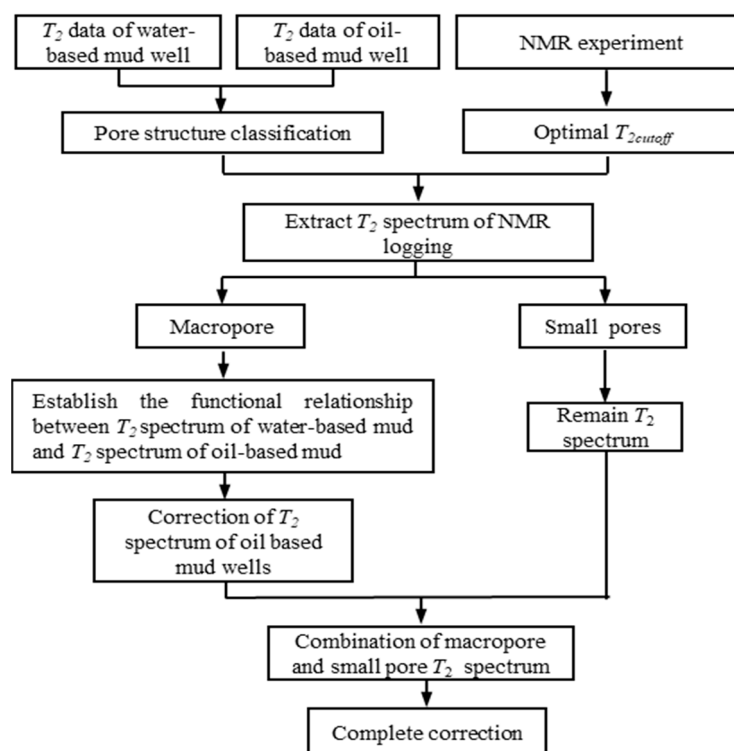 T₂ data of water-
based mud well
T₂ data of oil-
based mud well
NMR experiment
Pore structure classification
Optimal T₂cutoff
Extract T₂ spectrum of NMR
logging
Macropore
Small pores
Establish the functional relationship
between T₂ spectrum of water-based mud
and T₂ spectrum of oil-based mud
Remain T₂
spectrum
Correction of T₂
spectrum of oil based
mud wells
Combination of macropore
and small pore T₂ spectrum
Complete correction